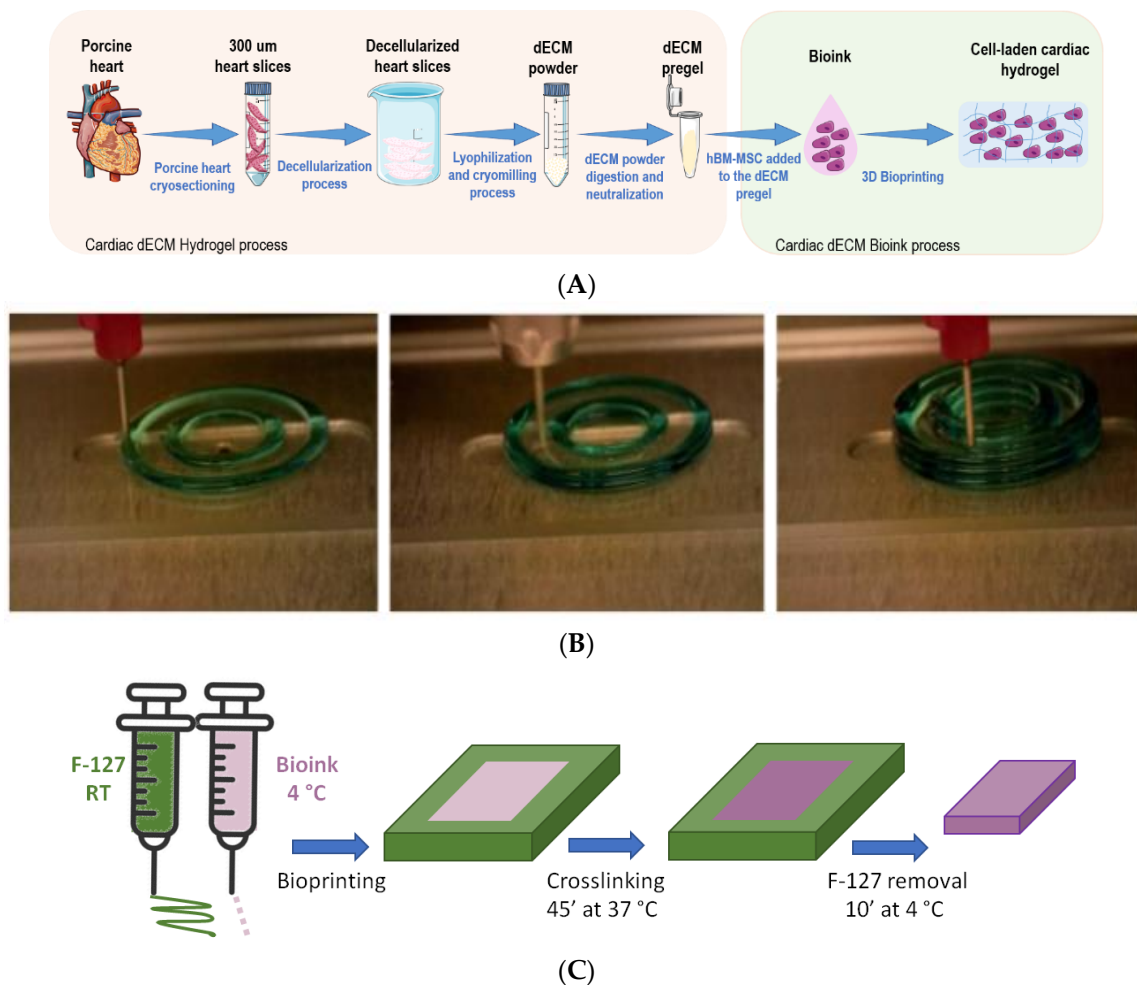 Porcine
heart
300 um
heart slices
Decellularized
heart slices
dECM
powder
dECM
pregel
Bioink
Cell-laden cardiac
hydrogel
Porcine heart
cryosectioning
Decellularization
process
Lyophilization
and cryomilling
process
dECM powder
digestion and
neutralization
hBM-MSC added
to the dECM
pregel
3D Bioprinting
Cardiac dECM Hydrogel process
Cardiac dECM Bioink process
(A)
(B)
F-127
RT
Bioink
4 °C
Bioprinting
Crosslinking
45’ at 37 °C
F-127 removal
10’ at 4 °C
(C)